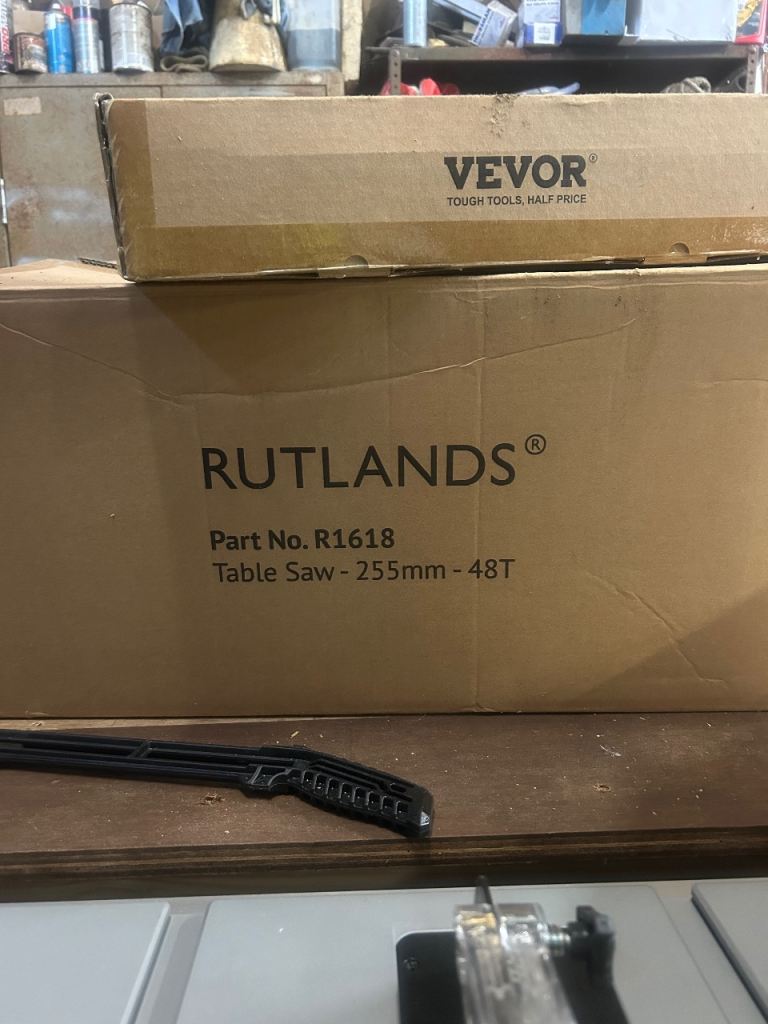 VEVOR®
TOUGH TOOLS, HALF PRICE
RUTLANDS®
Part No. R1618
Table Saw - 255mm - 48T